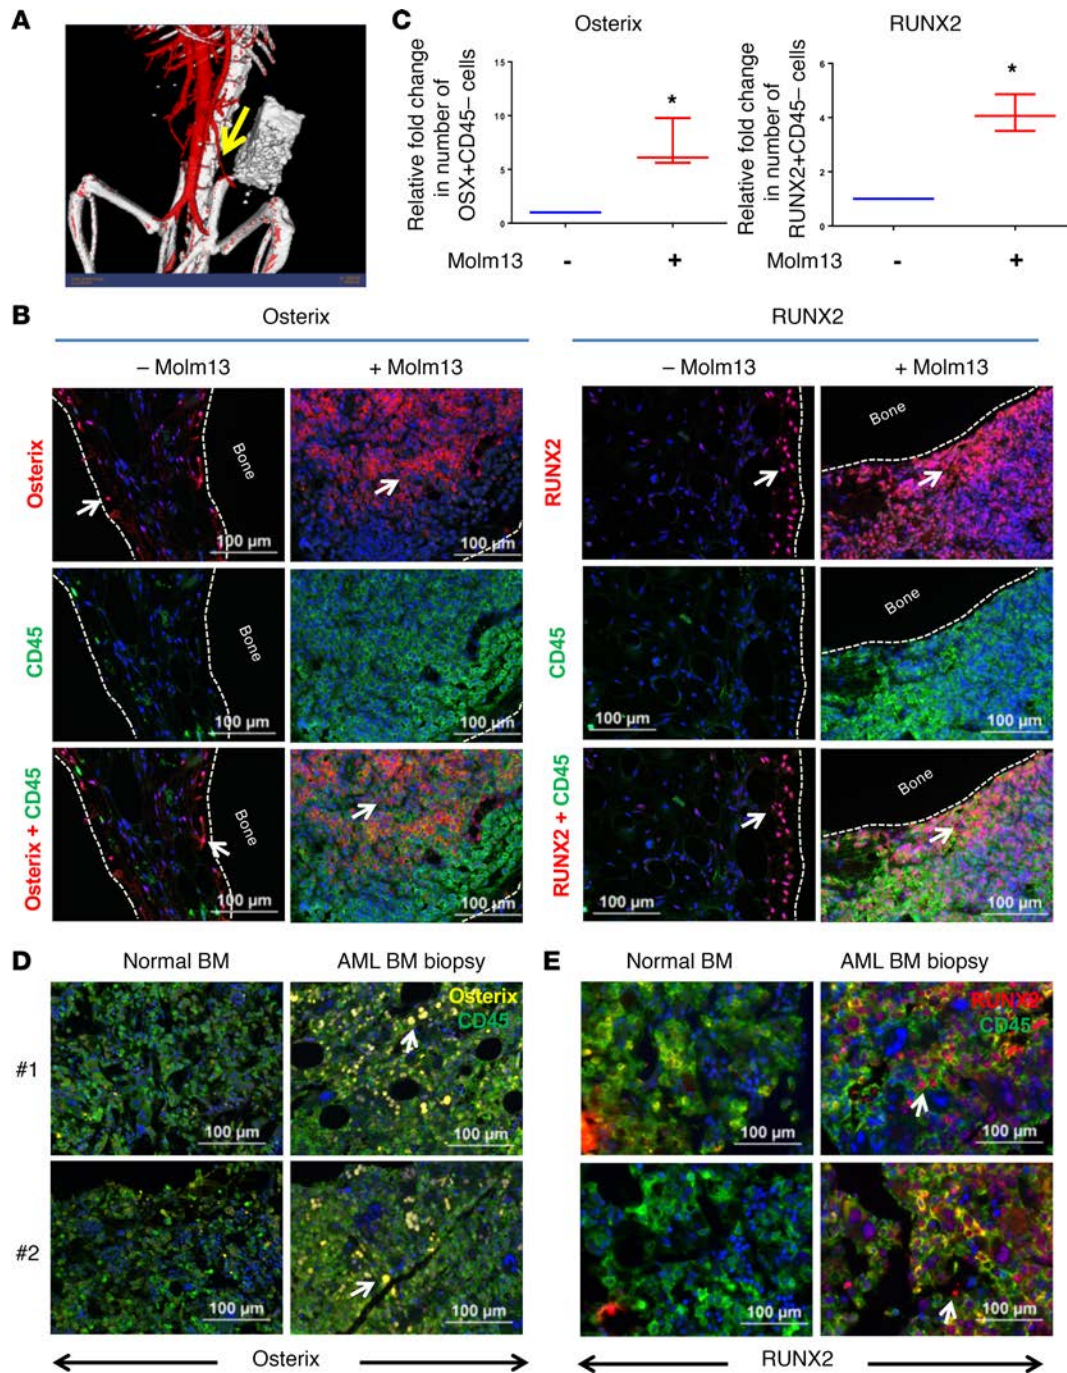 A
C
Osterix
RUNX2
Relative fold change
in number of
OSX+CD45– cells
15
10
5
0
Relative fold change
in number of
RUNX2+CD45– cells
6
4
2
0
*
*
Molm13 - +
Molm13 - +
B
Osterix
RUNX2
– Molm13
+ Molm13
– Molm13
+ Molm13
Osterix
Bone
100 µm
100 µm
RUNX2
100 µm
Bone
100 µm
CD45
Bone
100 µm
100 µm
CD45
100 µm
Bone
100 µm
Osterix + CD45
Bone
100 µm
100 µm
RUNX2 + CD45
100 µm
Bone
100 µm
D
Normal BM
AML BM biopsy
E
Normal BM
AML BM biopsy
#1
100 µm
Osterix
CD45
100 µm
100 µm
RUNX2
CD45
100 µm
#2
100 µm
100 µm
100 µm
100 µm
Osterix
RUNX2